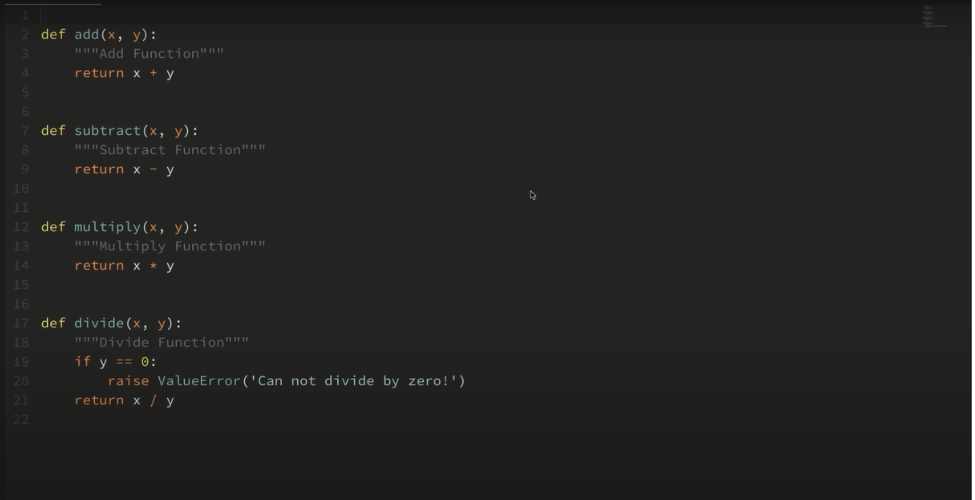 1
2 def add(x, y):
3     """Add Function"""
4     return x + y
5
6
7 def subtract(x, y):
8     """Subtract Function"""
9     return x - y
10
11
12 def multiply(x, y):
13     """Multiply Function"""
14     return x * y
15
16
17 def divide(x, y):
18     """Divide Function"""
19     if y == 0:
20         raise ValueError('Can not divide by zero!')
21     return x / y
22